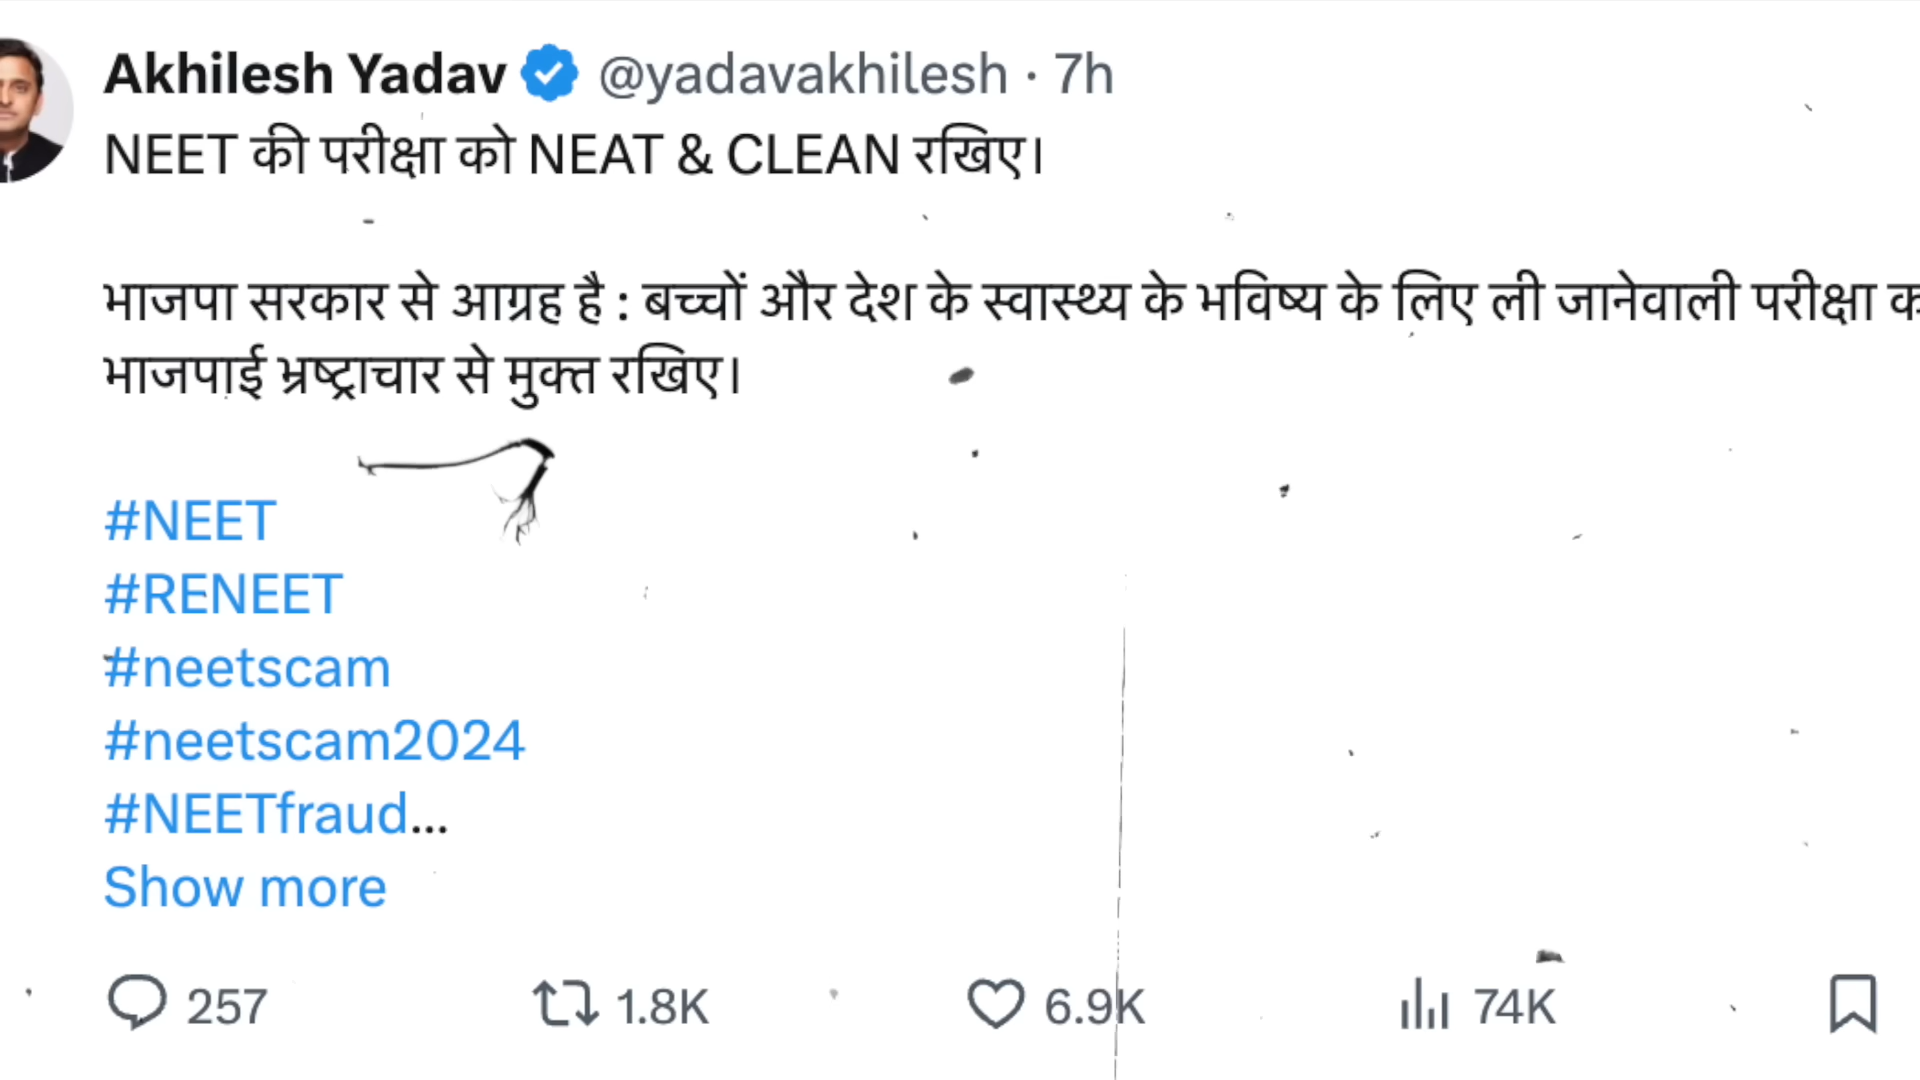 Akhilesh Yadav @yadavakhilesh · 7h
NEET की परीक्षा को NEAT & CLEAN रखिए।
भाजपा सरकार से आग्रह है : बच्चों और देश के स्वास्थ्य के भविष्य के लिए ली जानेवाली परीक्षा
भाजपाई भ्रष्ट्राचार से मुक्त रखिए।
#NEET
#RENEET
#neetscam
#neetscam2024
#NEETfraud...
Show more
257 1.8K 6.9K 74K